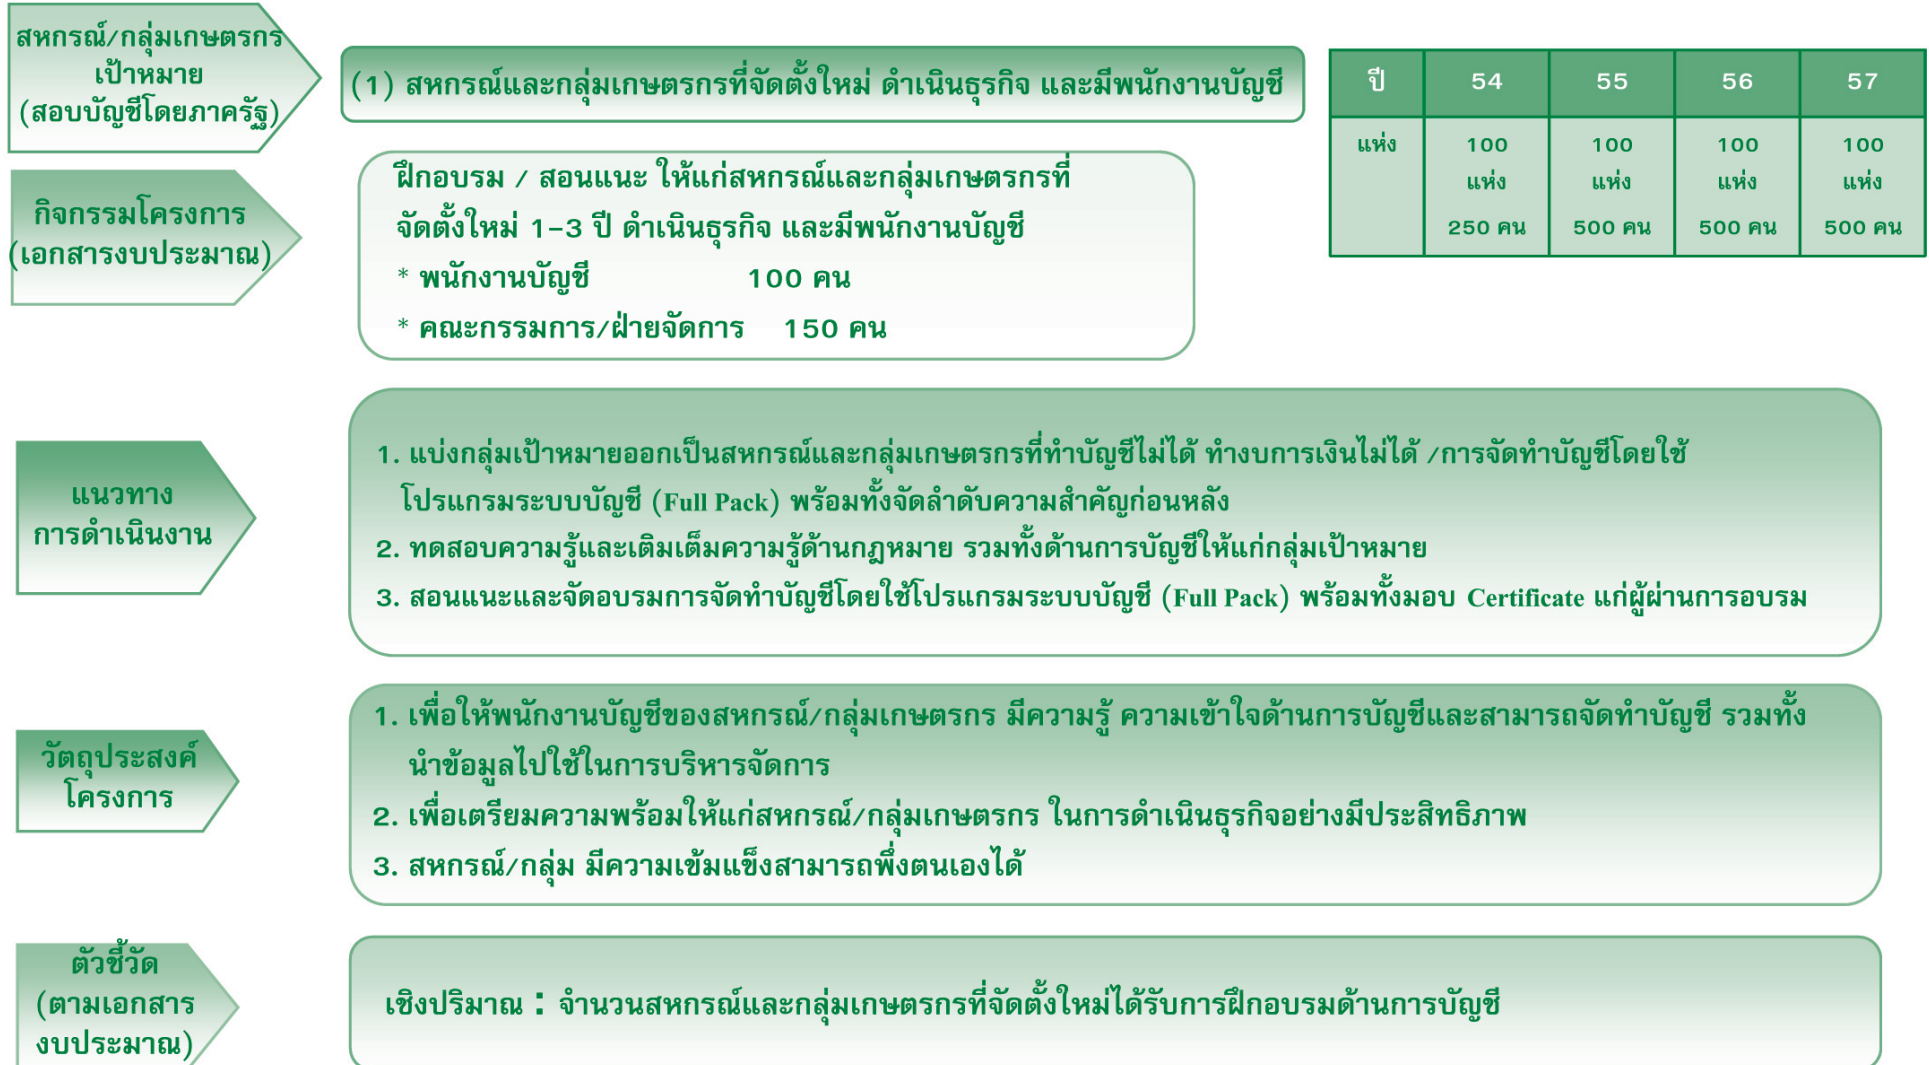 สหกรณ์/กลุ่มเกษตรกร
เป้าหมาย
(สอบบัญชีโดยภาครัฐ)
(1) สหกรณ์และกลุ่มเกษตรกรที่จัดตั้งใหม่ ดำเนินธุรกิจ และมีพนักงานบัญชี
ปี 54 55 56 57
แห่ง 100 100 100 100
แห่ง แห่ง แห่ง แห่ง
250 คน 500 คน 500 คน 500 คน
กิจกรรมโครงการ
(เอกสารงบประมาณ)
ฝึกอบรม / สอนแนะ ให้แก่สหกรณ์และกลุ่มเกษตรกรที่
จัดตั้งใหม่ 1-3 ปี ดำเนินธุรกิจ และมีพนักงานบัญชี
* พนักงานบัญชี 100 คน
* คณะกรรมการ/ฝ่ายจัดการ 150 คน
แนวทาง
การดำเนินงาน
1. แบ่งกลุ่มเป้าหมายออกเป็นสหกรณ์และกลุ่มเกษตรกรที่ทำบัญชีไม่ได้ ทำงบการเงินไม่ได้ /การจัดทำบัญชีโดยใช้
โปรแกรมระบบบัญชี (Full Pack) พร้อมทั้งจัดลำดับความสำคัญก่อนหลัง
2. ทดสอบความรู้และเติมเต็มความรู้ด้านกฎหมาย รวมทั้งด้านการบัญชีให้แก่กลุ่มเป้าหมาย
3. สอนแนะและจัดอบรมการจัดทำบัญชีโดยใช้โปรแกรมระบบบัญชี (Full Pack) พร้อมทั้งมอบ Certificate แก่ผู้ผ่านการอบรม
วัตถุประสงค์
โครงการ
1. เพื่อให้พนักงานบัญชีของสหกรณ์/กลุ่มเกษตรกร มีความรู้ ความเข้าใจด้านการบัญชีและสามารถจัดทำบัญชี รวมทั้ง
นำข้อมูลไปใช้ในการบริหารจัดการ
2. เพื่อเตรียมความพร้อมให้แก่สหกรณ์/กลุ่มเกษตรกร ในการดำเนินธุรกิจอย่างมีประสิทธิภาพ
3. สหกรณ์/กลุ่ม มีความเข้มแข็งสามารถพึ่งตนเองได้
ตัวชี้วัด
(ตามเอกสาร
งบประมาณ)
เชิงปริมาณ : จำนวนสหกรณ์และกลุ่มเกษตรกรที่จัดตั้งใหม่ได้รับการฝึกอบรมด้านการบัญชี